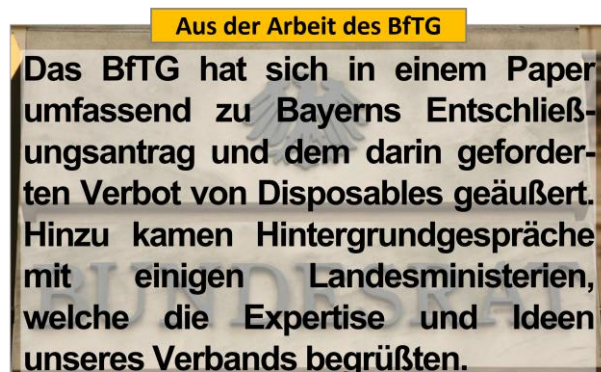 Aus der Arbeit des BfTG
Das BfTG hat sich in einem Paper
umfassend zu Bayerns Entschließ-
ungsantrag und dem darin geforder-
ten Verbot von Disposables geäußert.
Hinzu kamen Hintergrundgespräche
mit einigen Landesministerien,
welche die Expertise und Ideen
unseres Verbands begrüßten.
BUNDESRAT